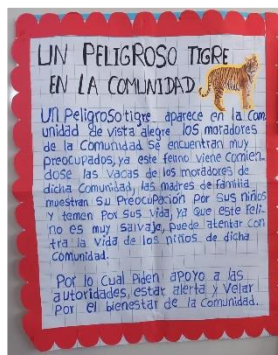 UN PELIGROSO TIGRE
EN LA COMUNIDAD
Un Peligroso tigre aparece en la Com
unidad de vista alegre los moradores
de la Comunidad se encuentran muy
preocupados, ya este felino viene Comien
dose las Vacas de los moradores de
dicha Comunidad, las madres de familia
muestran Su Preocupación Por Sus niños
y temen Por sus vida, ya que este Feli-
no es muy salvaje, puede atentar con
tra la Vida de los niños de dicha
Comunidad.
Por lo Cual Piden apoyo a las
autoridades, estar alerta y Velar
Por el bienestar de la Comunidad.